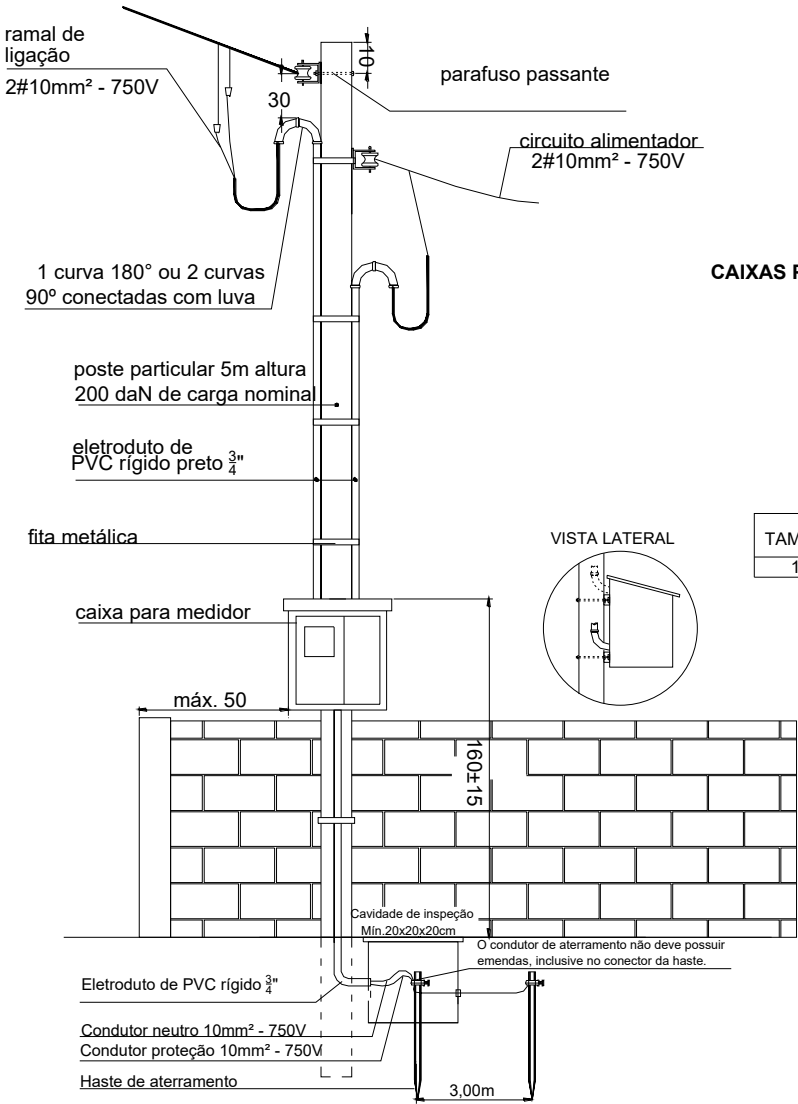 ramal de
ligação
2#10mm² - 750V
10
30
parafuso passante
circuito alimentador
2#10mm² - 750V
1 curva 180° ou 2 curvas
90º conectadas com luva
CAIXAS P
poste particular 5m altura
200 daN de carga nominal
eletroduto de
PVC rígido preto ¾"
fita metálica
VISTA LATERAL
TAM
1
caixa para medidor
máx. 50
160±15
Cavidade de inspeção
Mín.20x20x20cm
O condutor de aterramento não deve possuir
emendas, inclusive no conector da haste.
Eletroduto de PVC rígido ¾"
Condutor neutro 10mm² - 750V
Condutor proteção 10mm² - 750V
Haste de aterramento
3,00m